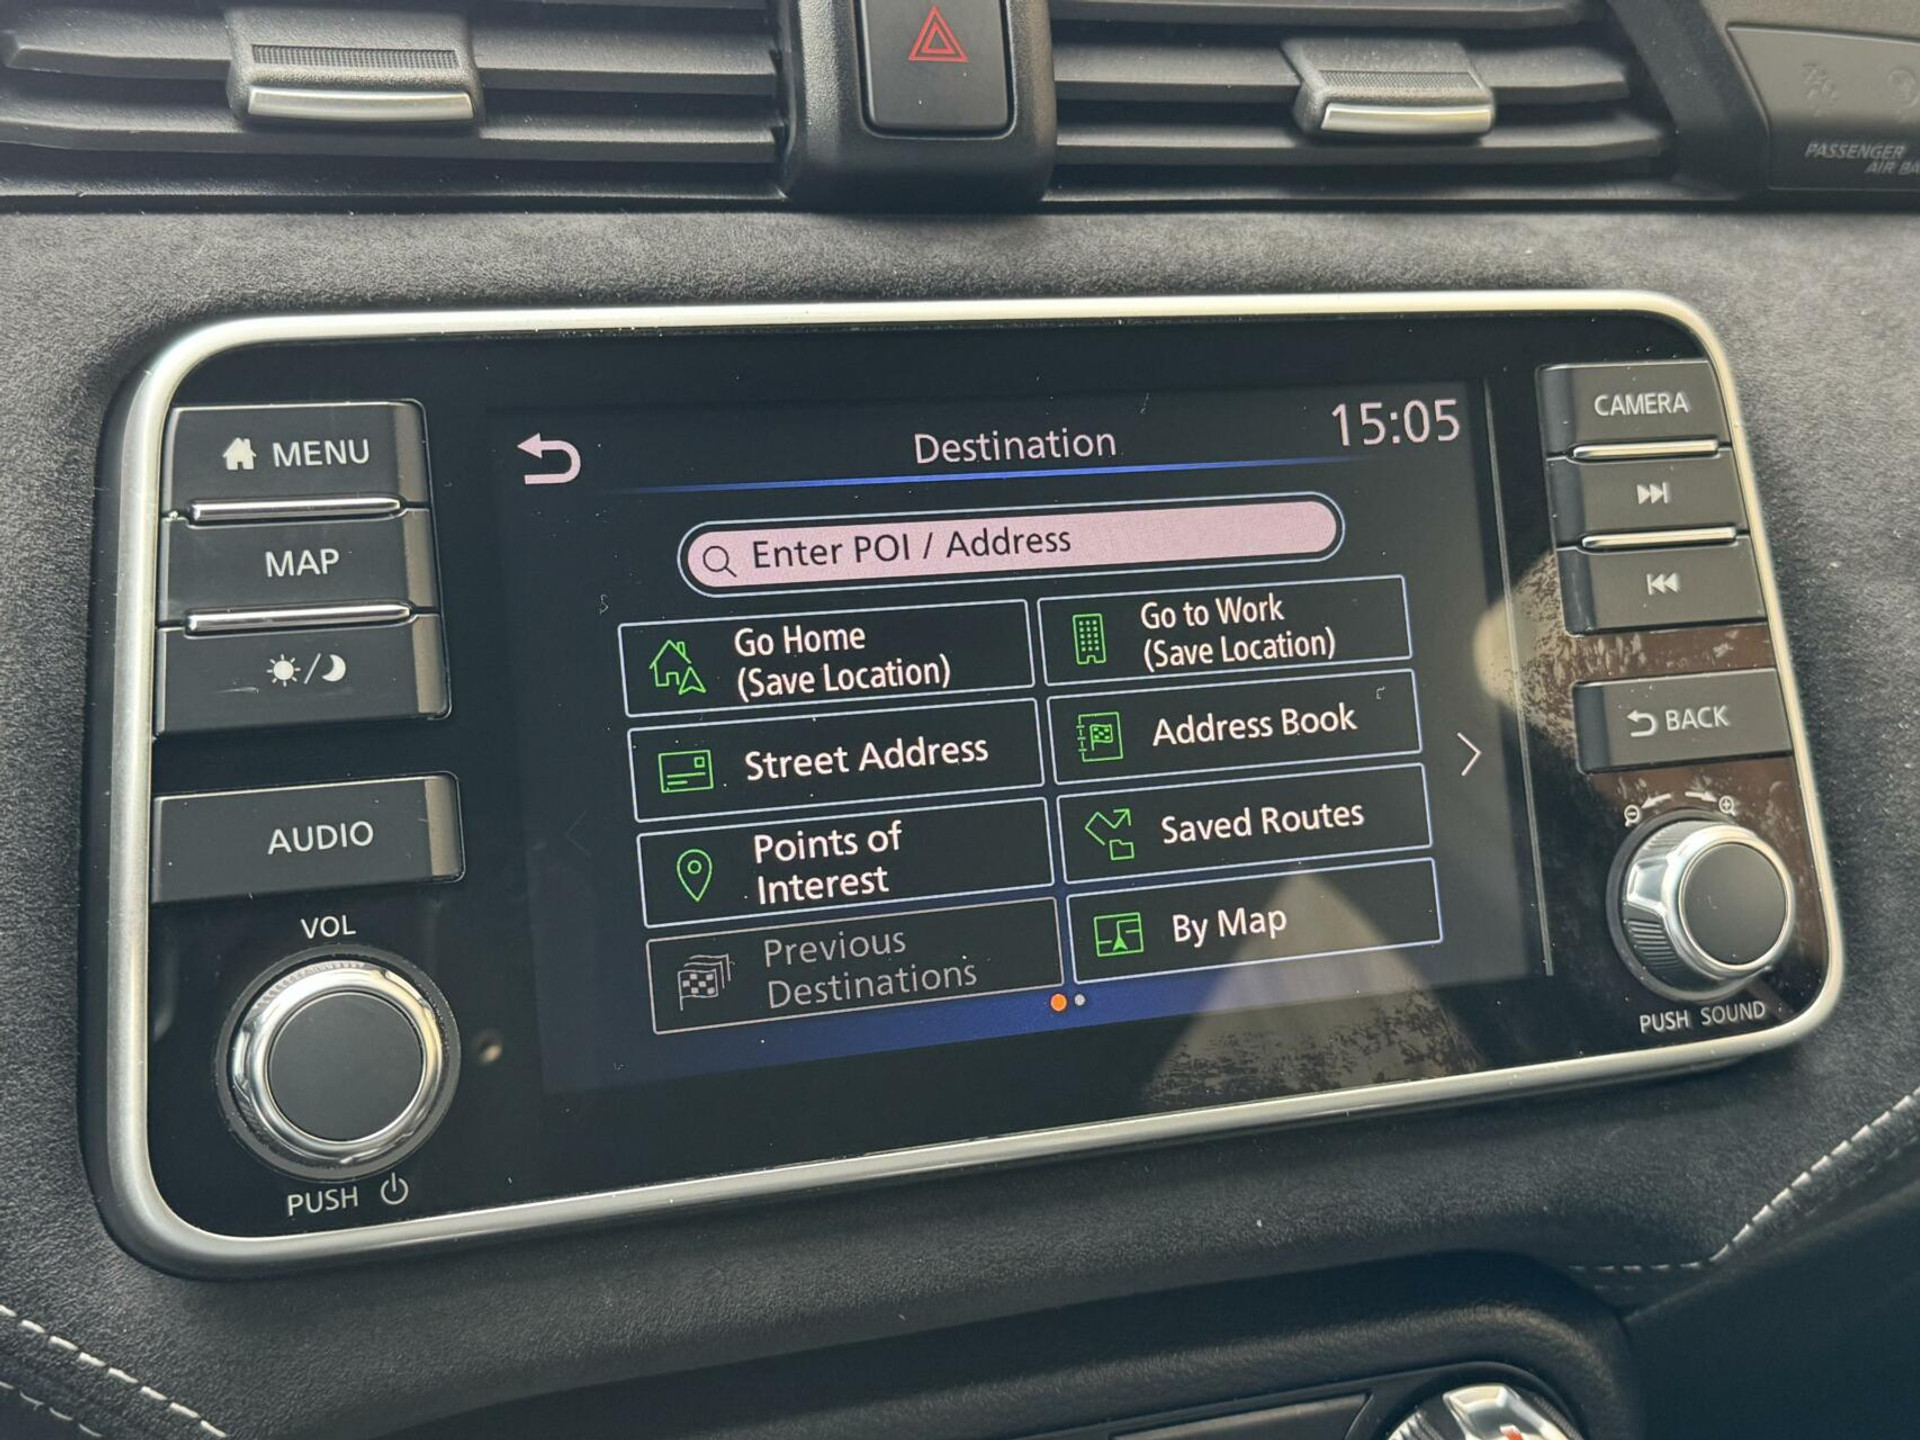 PASSENGER
AIR BA
MENU
MAP
AUDIO
VOL
PUSH
Destination
15:05
Enter POI / Address
Go Home
(Save Location)
Go to Work
(Save Location)
Street Address
Address Book
Points of
Interest
Saved Routes
Previous
Destinations
By Map
CAMERA
BACK
PUSH SOUND